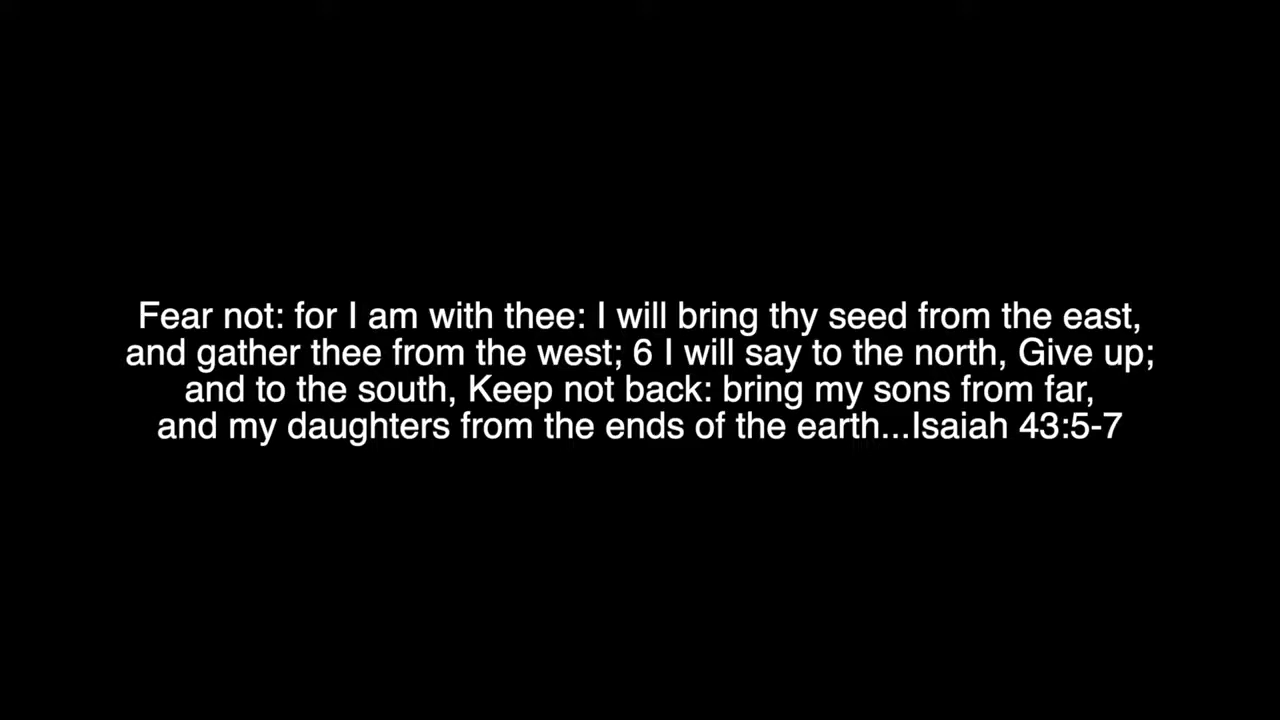 Fear not: for I am with thee: I will bring thy seed from the east,
and gather thee from the west; 6 I will say to the north, Give up;
and to the south, Keep not back: bring my sons from far,
and my daughters from the ends of the earth...Isaiah 43:5-7